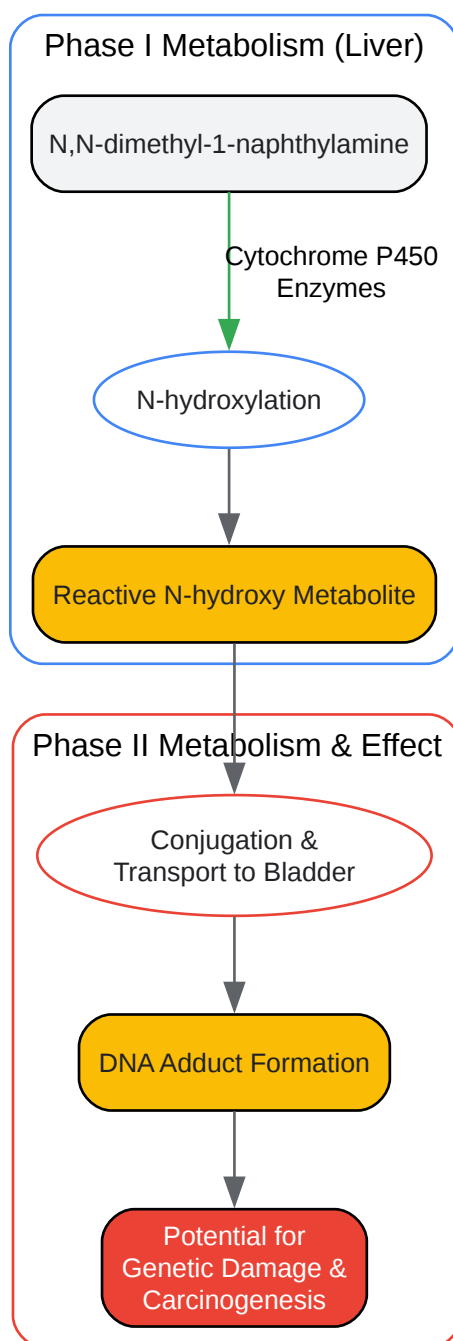 Phase I Metabolism (Liver)
N,N-dimethyl-1-naphthylamine
Cytochrome P450
Enzymes
N-hydroxylation
Reactive N-hydroxy Metabolite
Phase II Metabolism & Effect
Conjugation &
Transport to Bladder
DNA Adduct Formation
Potential for
Genetic Damage &
Carcinogenesis